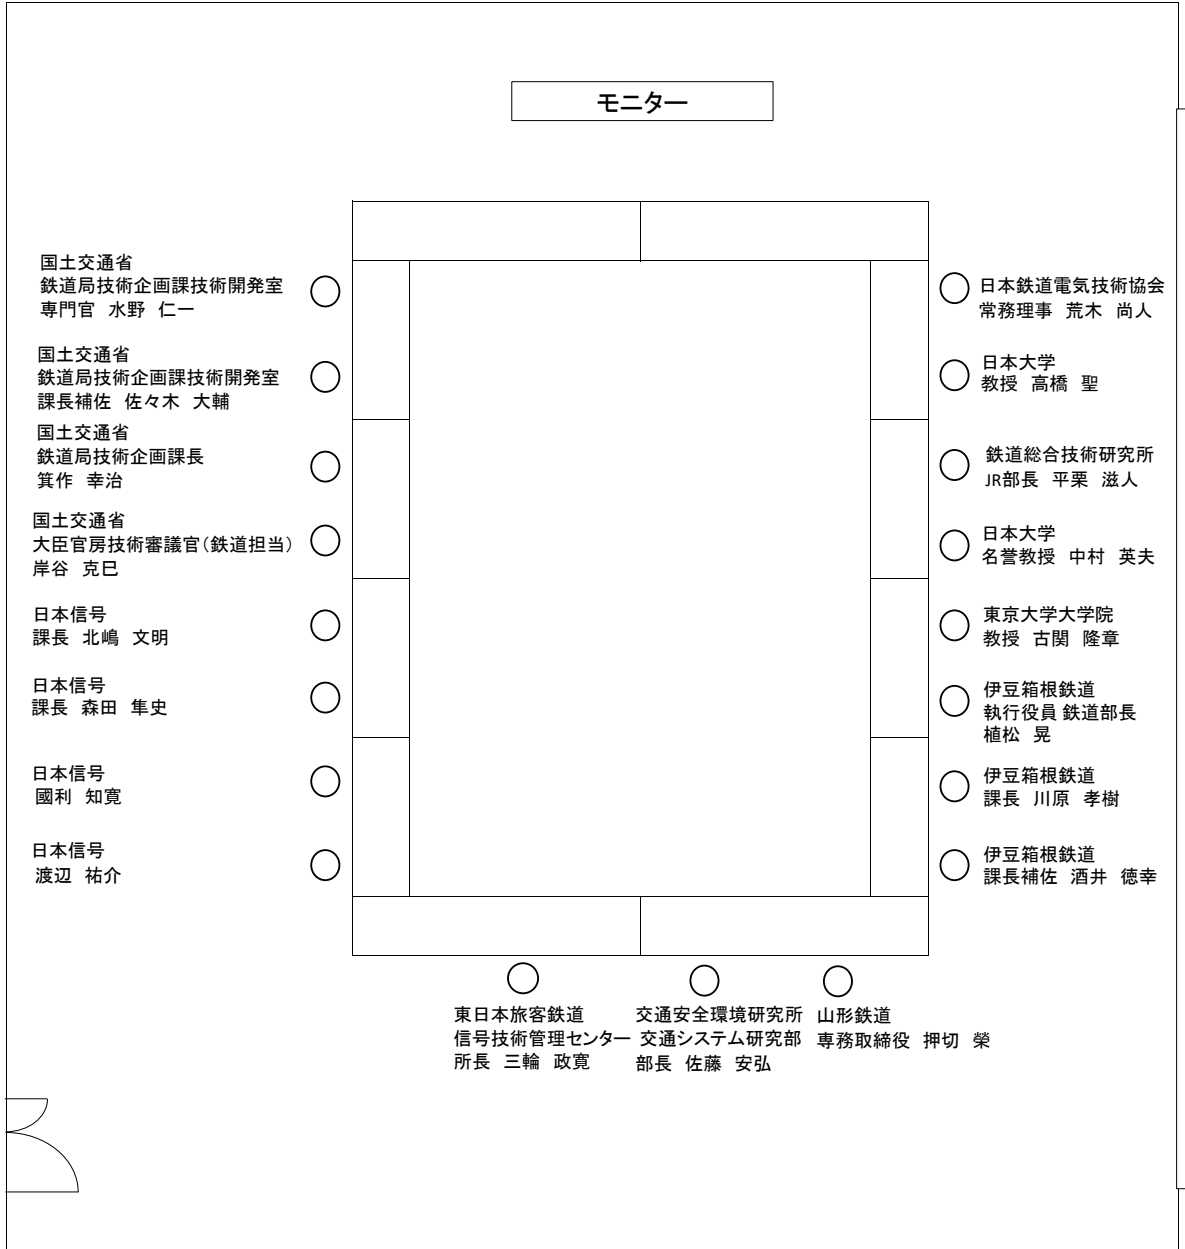 モニター
国土交通省
鉄道局技術企画課技術開発室
専門官 水野 仁一
国土交通省
鉄道局技術企画課技術開発室
課長補佐 佐々木 大輔
国土交通省
鉄道局技術企画課長
箕作 幸治
国土交通省
大臣官房技術審議官(鉄道担当)
岸谷 克巳
日本信号
課長 北嶋 文明
日本信号
課長 森田 隼史
日本信号
國利 知寛
日本信号
渡辺 祐介
日本鉄道電気技術協会
常務理事 荒木 尚人
日本大学
教授 高橋 聖
鉄道総合技術研究所
JR部長 平栗 滋人
日本大学
名誉教授 中村 英夫
東京大学大学院
教授 古関 隆章
伊豆箱根鉄道
執行役員 鉄道部長
植松 晃
伊豆箱根鉄道
課長 川原 孝樹
伊豆箱根鉄道
課長補佐 酒井 徳幸
東日本旅客鉄道
信号技術管理センター
所長 三輪 政寛
交通安全環境研究所
交通システム研究部
部長 佐藤 安弘
山形鉄道
専務取締役 押切 榮